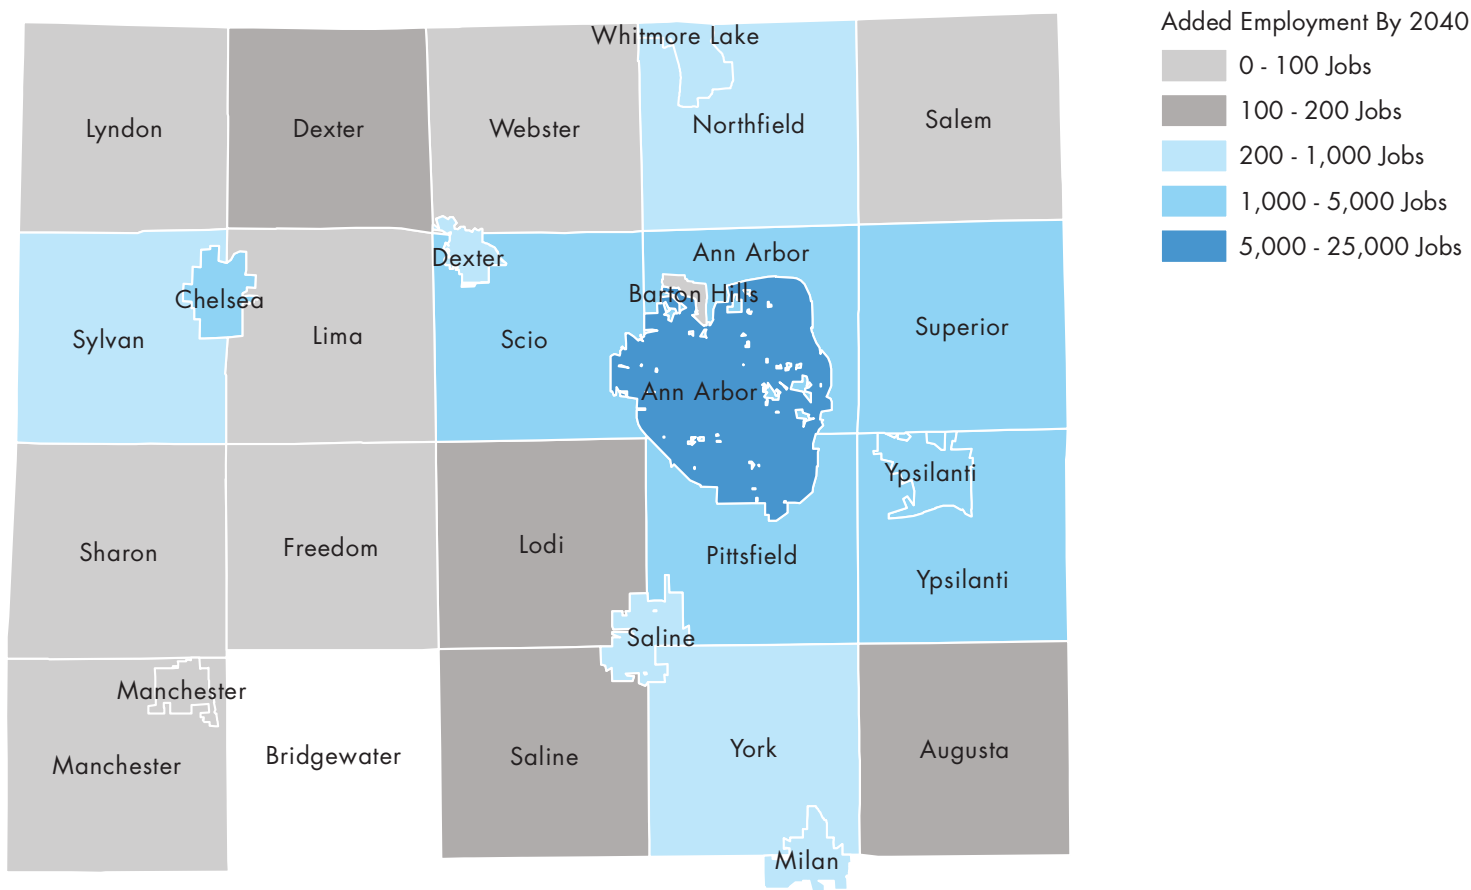 Whitmore Lake
Lyndon
Dexter
Webster
Northfield
Salem
Sylvan
Chelsea
Lima
Dexter
Scio
Ann Arbor
Barton Hills
Ann Arbor
Superior
Sharon
Freedom
Lodi
Pittsfield
Ypsilanti
Ypsilanti
Saline
Manchester
Manchester
Bridgewater
Saline
York
Augusta
Milan
Added Employment By 2040
0 - 100 Jobs
100 - 200 Jobs
200 - 1,000 Jobs
1,000 - 5,000 Jobs
5,000 - 25,000 Jobs